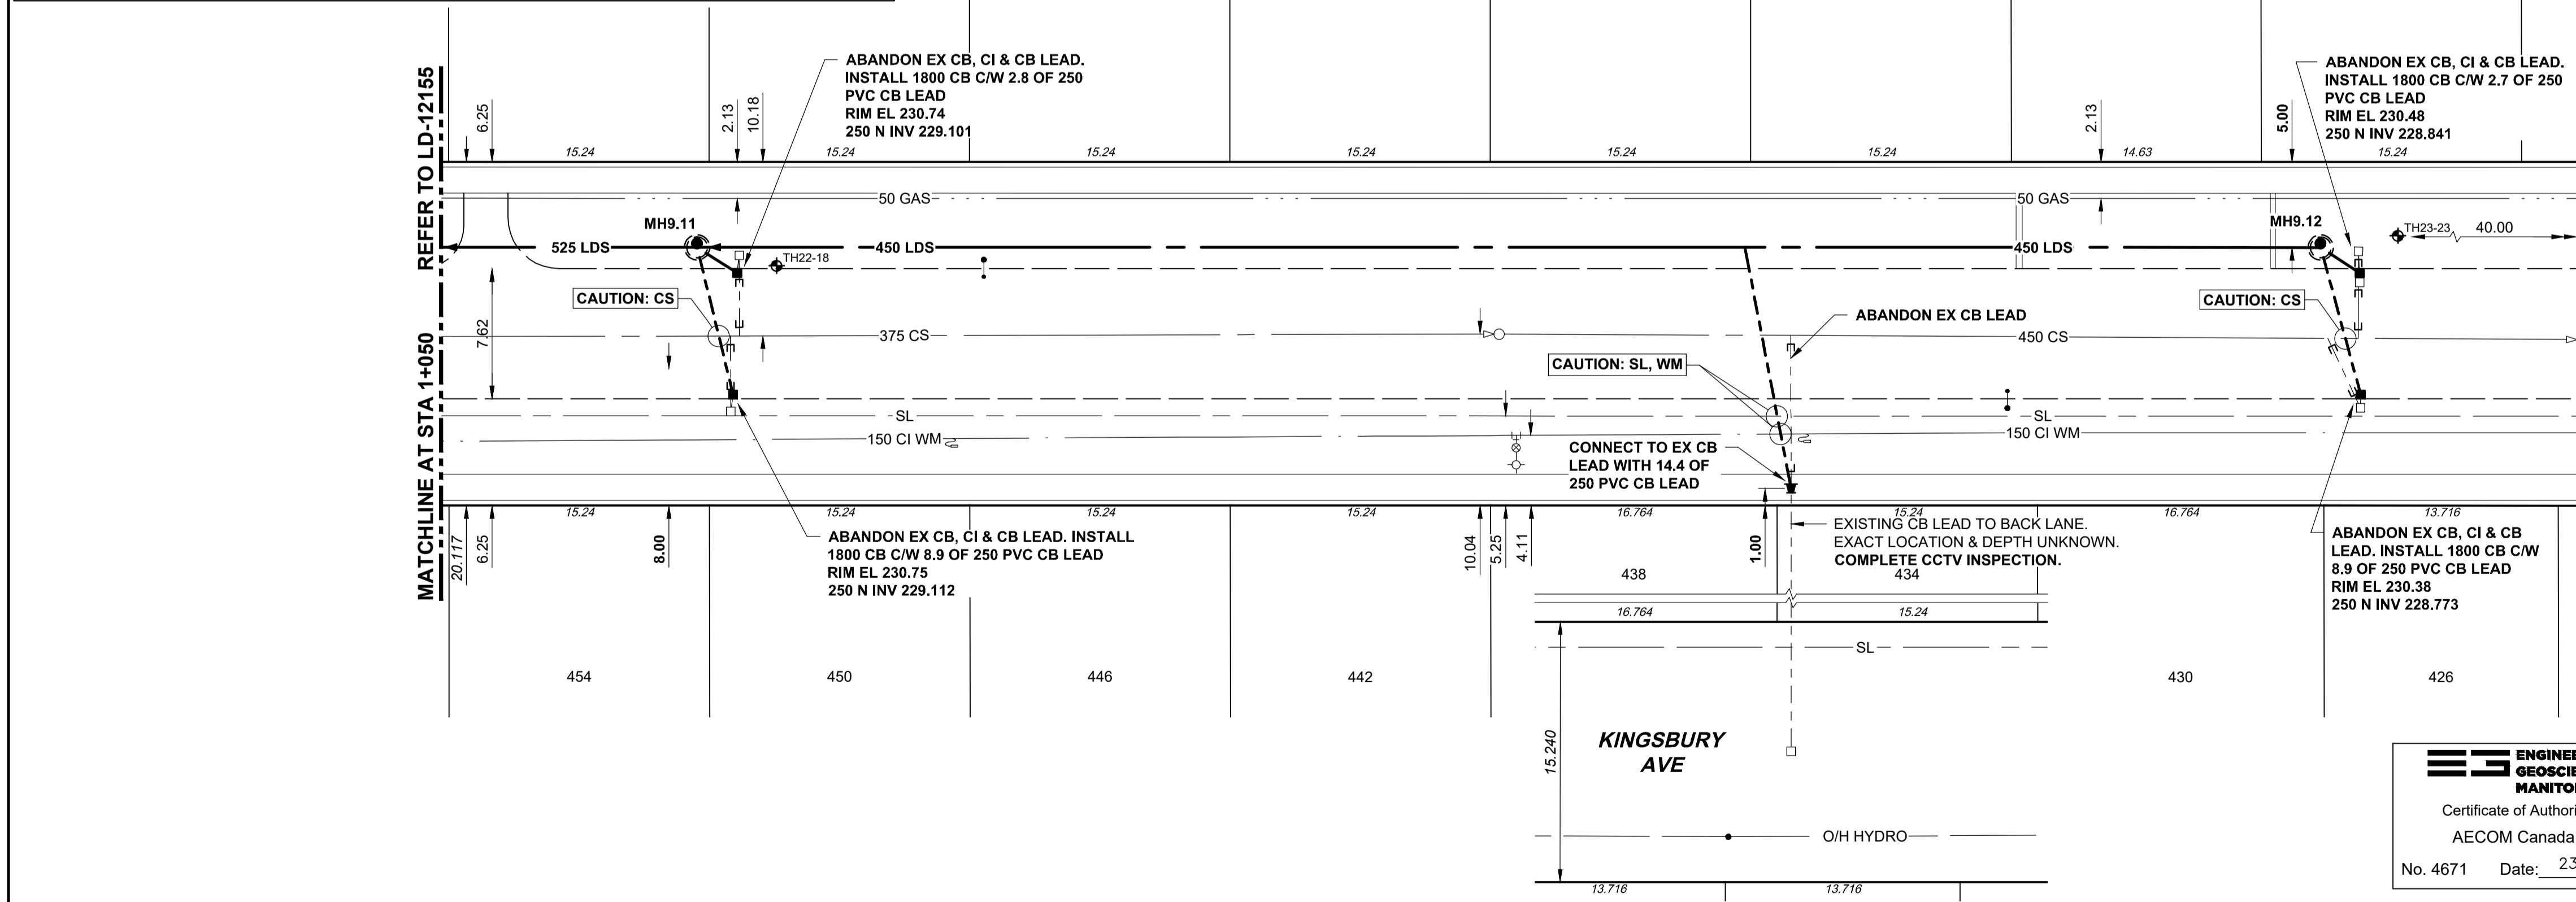 ABANDON EX CB, CI & CB LEAD.
INSTALL 1800 CB C/W 2.8 OF 250
PVC CB LEAD
RIM EL 230.74
250 N INV 229.101
ABANDON EX CB, CI & CB LEAD.
INSTALL 1800 CB C/W 2.7 OF 250
PVC CB LEAD
RIM EL 230.48
250 N INV 228.841
MATCHLINE AT STA 1+050 REFER TO LD-12155
6.25
2.13
10.18
2.13
5.00
15.24
15.24
15.24
15.24
15.24
15.24
14.63
15.24
50 GAS
50 GAS
MH9.11
MH9.12
TH23-23
40.00
525 LDS
450 LDS
450 LDS
TH22-18
CAUTION: CS
CAUTION: CS
7.62
ABANDON EX CB LEAD
375 CS
450 CS
CAUTION: SL, WM
SL
SL
150 CI WM
150 CI WM
CONNECT TO EX CB
LEAD WITH 14.4 OF
250 PVC CB LEAD
15.24
15.24
15.24
15.24
16.764
15.24
16.764
13.716
20.117
6.25
8.00
10.04
5.25
4.11
1.00
ABANDON EX CB, CI & CB LEAD. INSTALL
1800 CB C/W 8.9 OF 250 PVC CB LEAD
RIM EL 230.75
250 N INV 229.112
EXISTING CB LEAD TO BACK LANE.
EXACT LOCATION & DEPTH UNKNOWN.
COMPLETE CCTV INSPECTION.
ABANDON EX CB, CI & CB
LEAD. INSTALL 1800 CB C/W
8.9 OF 250 PVC CB LEAD
RIM EL 230.38
250 N INV 228.773
438
434
16.764
15.24
SL
454
450
446
442
430
426
15.240
KINGSBURY
AVE
O/H HYDRO
13.716
13.716
ENGINEE
GEOSCIE
MANITO
Certificate of Authori
AECOM Canada
No. 4671 Date: 23